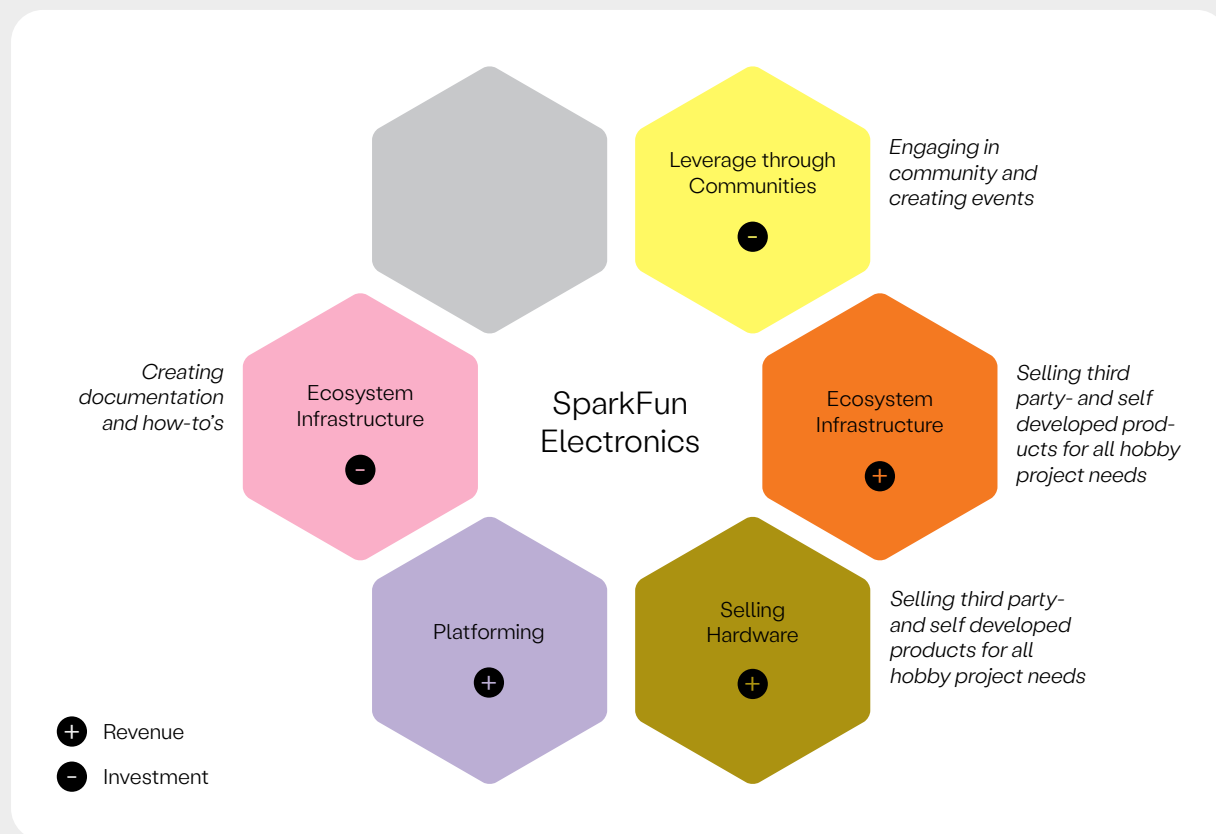 Leverage through
Communities
-
Engaging in
community and
creating events
Creating
documentation
and how-to's
Ecosystem
Infrastructure
-
SparkFun
Electronics
Ecosystem
Infrastructure
+
Selling third
party- and self
developed prod-
ucts for all hobby
project needs
Platforming
+
Selling
Hardware
+
Selling third party-
and self developed
products for all
hobby project needs
+ Revenue
- Investment